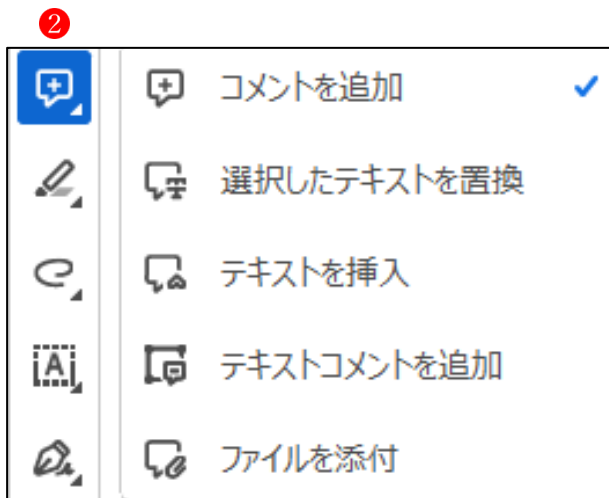 2
コメントを追加
選択したテキストを置換
テキストを挿入
A
テキストコメントを追加
ファイルを添付